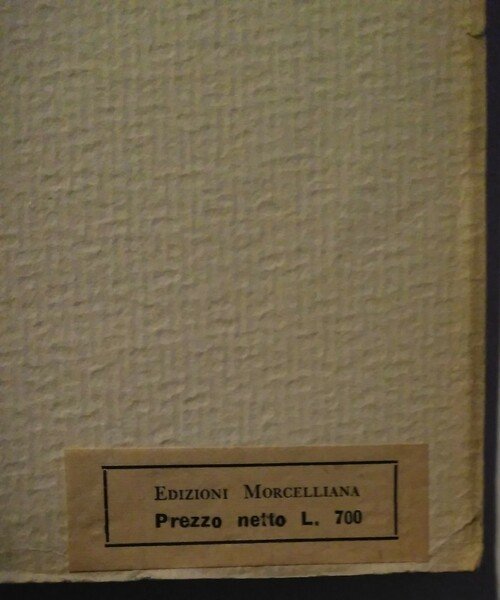 EDIZIONI MORCELLIANA
Prezzo netto L. 700